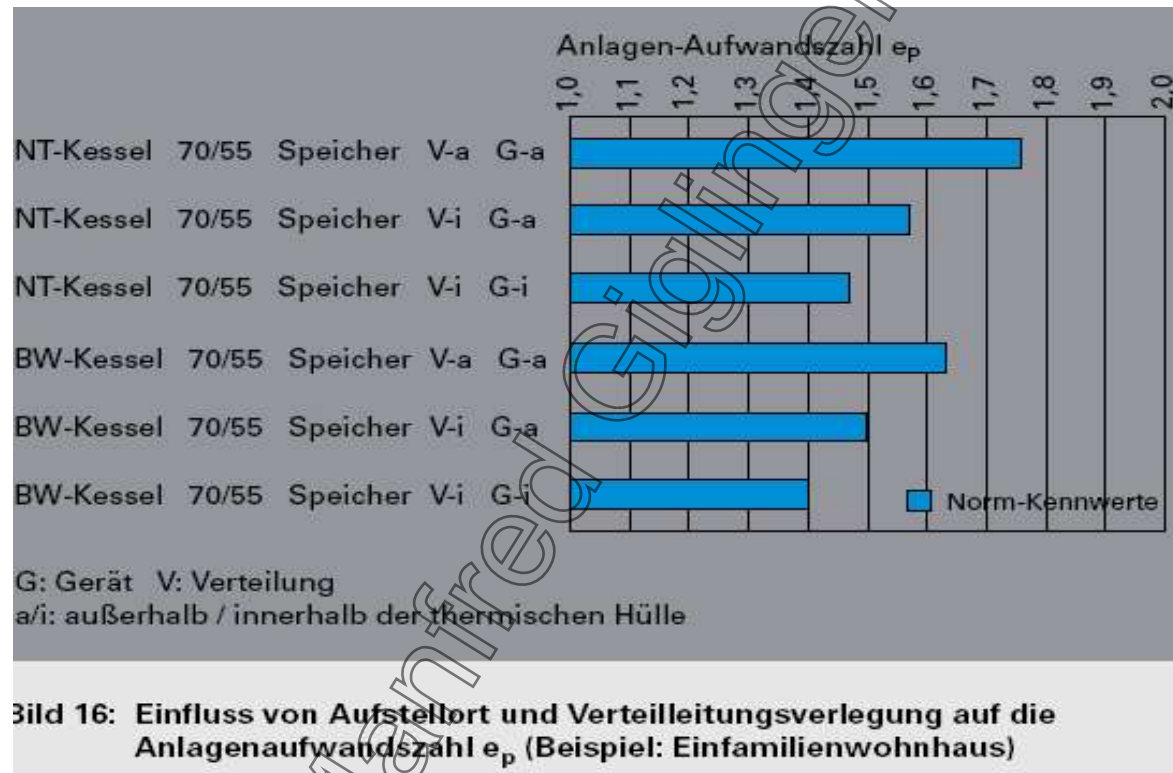 Anlagen-Aufwandszahl ep
1,0 1,1 1,2 1,3 1,4 1,5 1,6 1,7 1,8 1,9 2,0
NT-Kessel 70/55 Speicher V-a G-a
NT-Kessel 70/55 Speicher V-i G-a
NT-Kessel 70/55 Speicher V-i G-i
BW-Kessel 70/55 Speicher V-a G-a
BW-Kessel 70/55 Speicher V-i G-a
BW-Kessel 70/55 Speicher V-i G-i
Norm-Kennwerte
G: Gerät V: Verteilung
a/i: außerhalb / innerhalb der thermischen Hülle
Bild 16: Einfluss von Aufstellort und Verteilleitungsverlegung auf die
Anlagenaufwandszahl ep (Beispiel: Einfamilienwohnhaus)
Manfred Giglinger